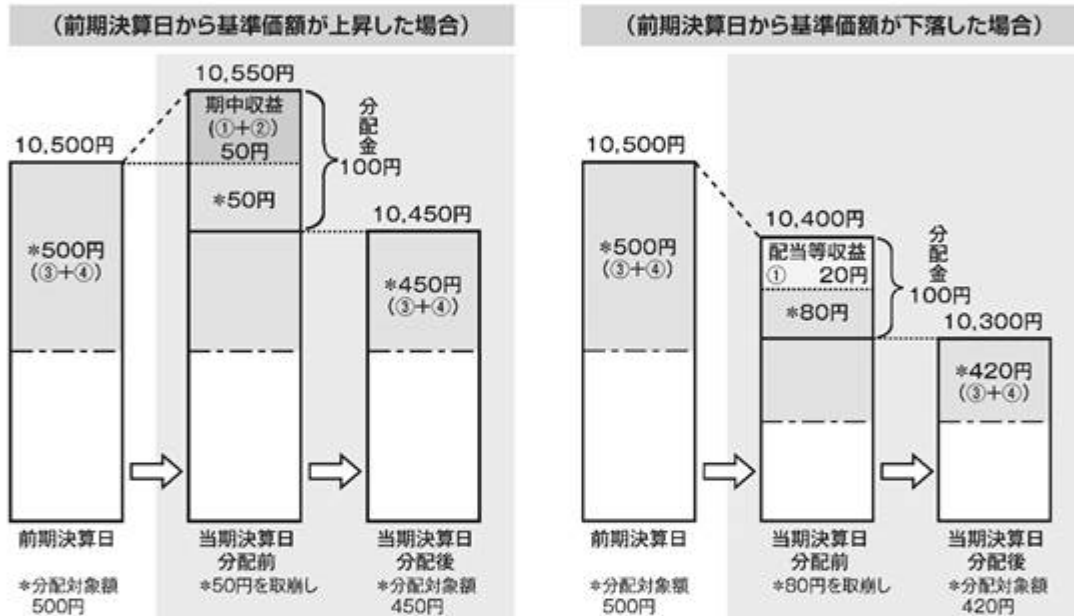 （前期決算日から基準価額が上昇した場合）
10,550円
期中収益
(①+②)
50円
分配金
100円
10,500円
*50円
10,450円
*500円
(③+④)
*450円
(③+④)
前期決算日
当期決算日
分配前
当期決算日
分配後
*分配対象額
500円
*50円を取崩し
*分配対象額
450円
（前期決算日から基準価額が下落した場合）
10,500円
10,400円
配当等収益
① 20円
分配金
100円
*500円
(③+④)
*80円
10,300円
*420円
(③+④)
前期決算日
当期決算日
分配前
当期決算日
分配後
*分配対象額
500円
*80円を取崩し
*分配対象額
420円